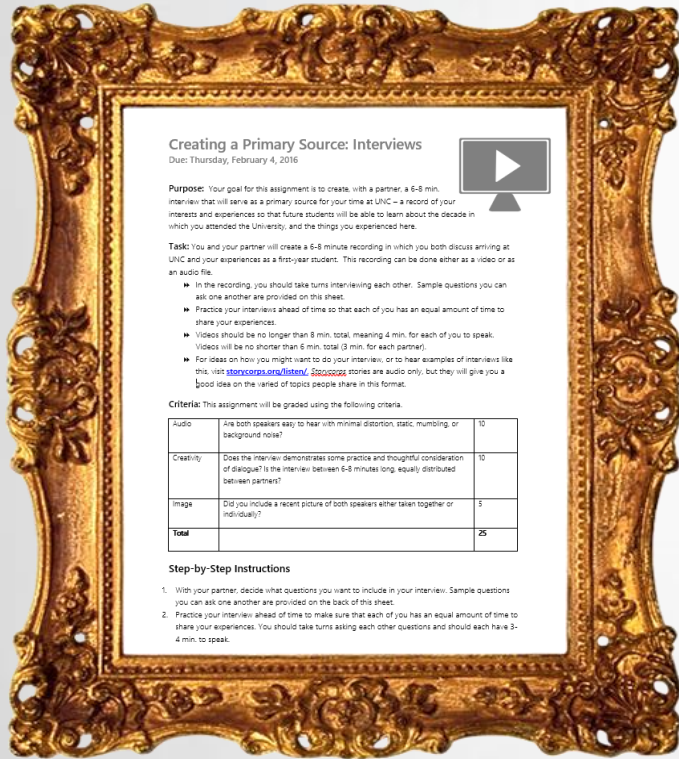 Creating a Primary Source: Interviews
Due: Thursday, February 4, 2016
Purpose: Your goal for this assignment is to create, with a partner, a 6-8 min.
interview that will serve as a primary source for your time at UNC – a record of your
interests and experiences so that future students will be able to learn about the decade in
which you attended the University, and the things you experienced here.
Task: You and your partner will create a 6-8 minute recording in which you both discuss arriving at
UNC and your experiences as a first-year student. This recording can be done either as a video or as
an audio file.
In the recording, you should take turns interviewing each other. Sample questions you can
ask one another are provided on this sheet.
Practice your interviews ahead of time so that each of you has an equal amount of time to
share your experiences.
Videos should be no longer than 8 min. total, meaning 4 min. for each of you to speak.
Videos will be no shorter than 6 min. total (3 min. for each partner).
For ideas on how you might want to do your interview, or to hear examples of interviews like
this, visit storycorps.org/listen/. Storycorps stories are audio only, but they will give you a
good idea on the varied of topics people share in this format.
Criteria: This assignment will be graded using the following criteria.
Audio Are both speakers easy to hear with minimal distortion, static, mumbling, or 10
background noise?
Creativity Does the interview demonstrates some practice and thoughtful consideration 10
of dialogue? Is the interview between 6-8 minutes long, equally distributed
between partners?
Image Did you include a recent picture of both speakers either taken together or 5
individually?
Total 25
Step-by-Step Instructions
1. With your partner, decide what questions you want to include in your interview. Sample questions
you can ask one another are provided on the back of this sheet.
2. Practice your interview ahead of time to make sure that each of you has an equal amount of time to
share your experiences. You should take turns asking each other questions and should each have 3-
4 min. to speak.